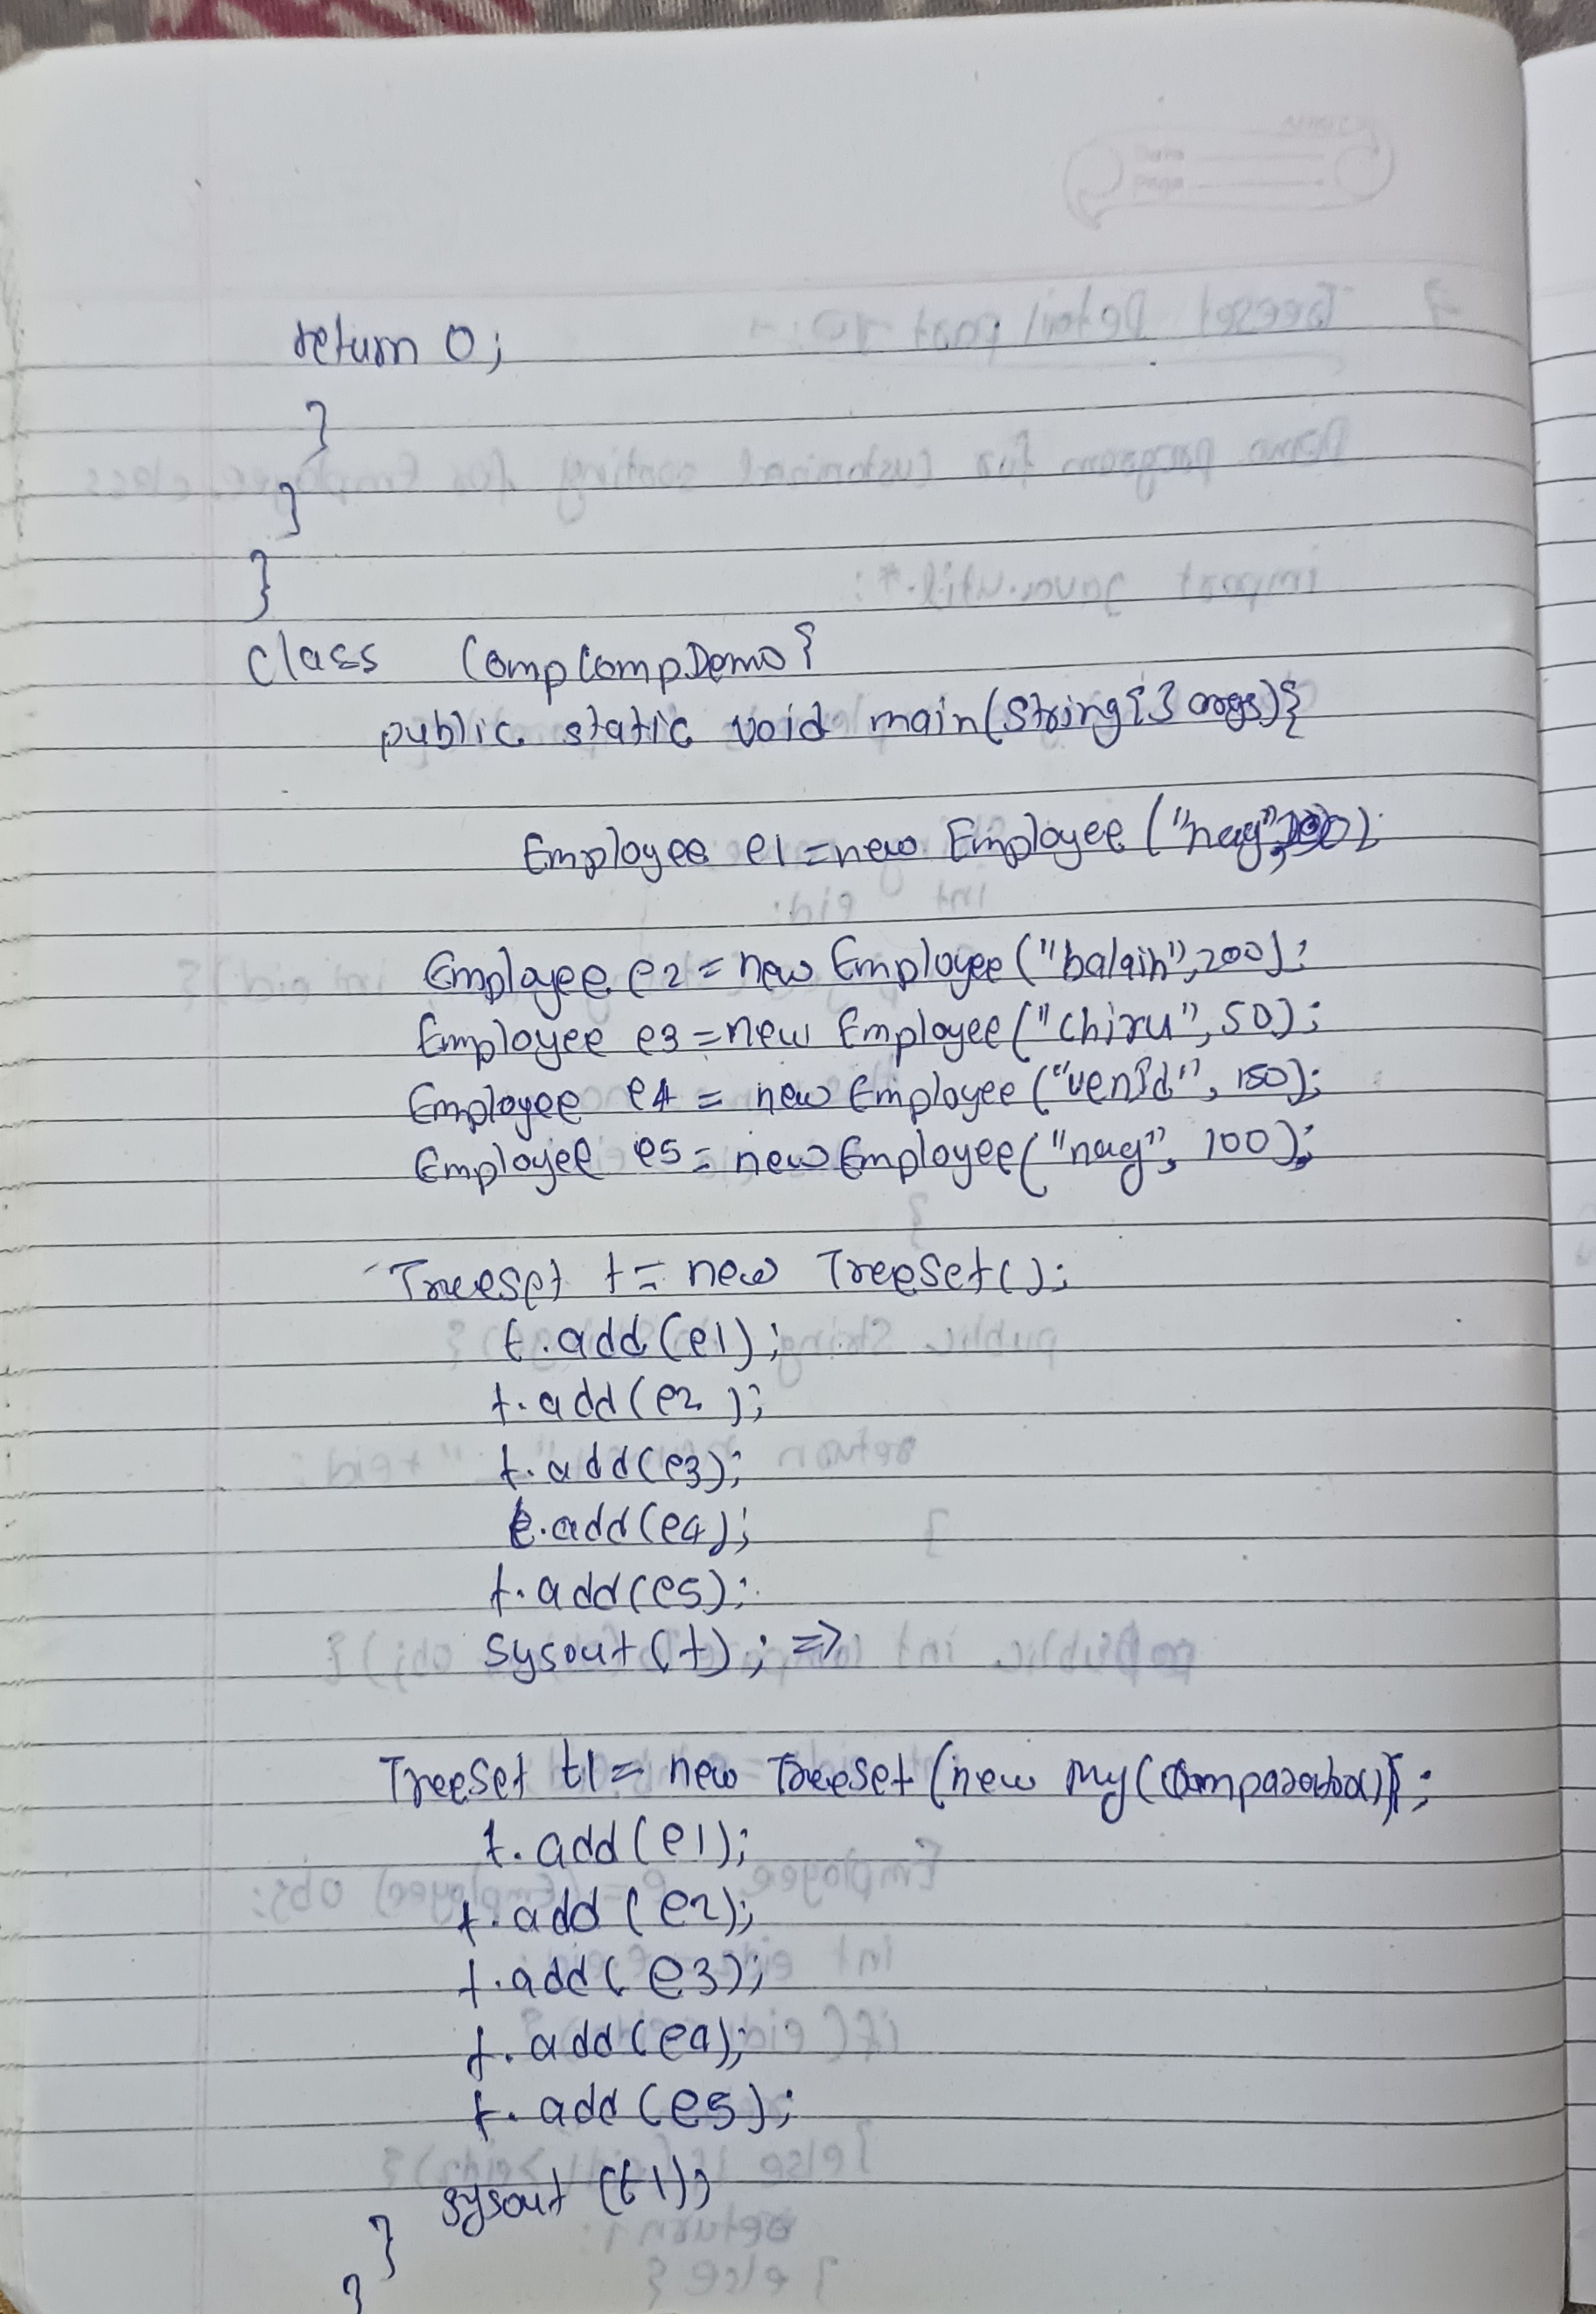 return 0;
}
}
}
class CompCompDemo{
public static void main(String{} args){
Employee e1=new Employee("nag",100);
Employee e2=new Employee("balaih",200);
Employee e3=new Employee("chiru",50);
Employee e4 = new Employee(" ", 150);
Employee e5=new Employee("nag", 100);
Treeset t= new TreeSet();
t.add(e1);
t.add(e2);
t.add(e3);
t.add(e4);
t.add(e5);
sysout(t); =>
TreeSet t1= new TreeSet(new My(Comparator));
t.add(e1);
t.add(e2);
t.add(e3);
t.add(e4);
t.add(e5);
sysout(t1);
}
}